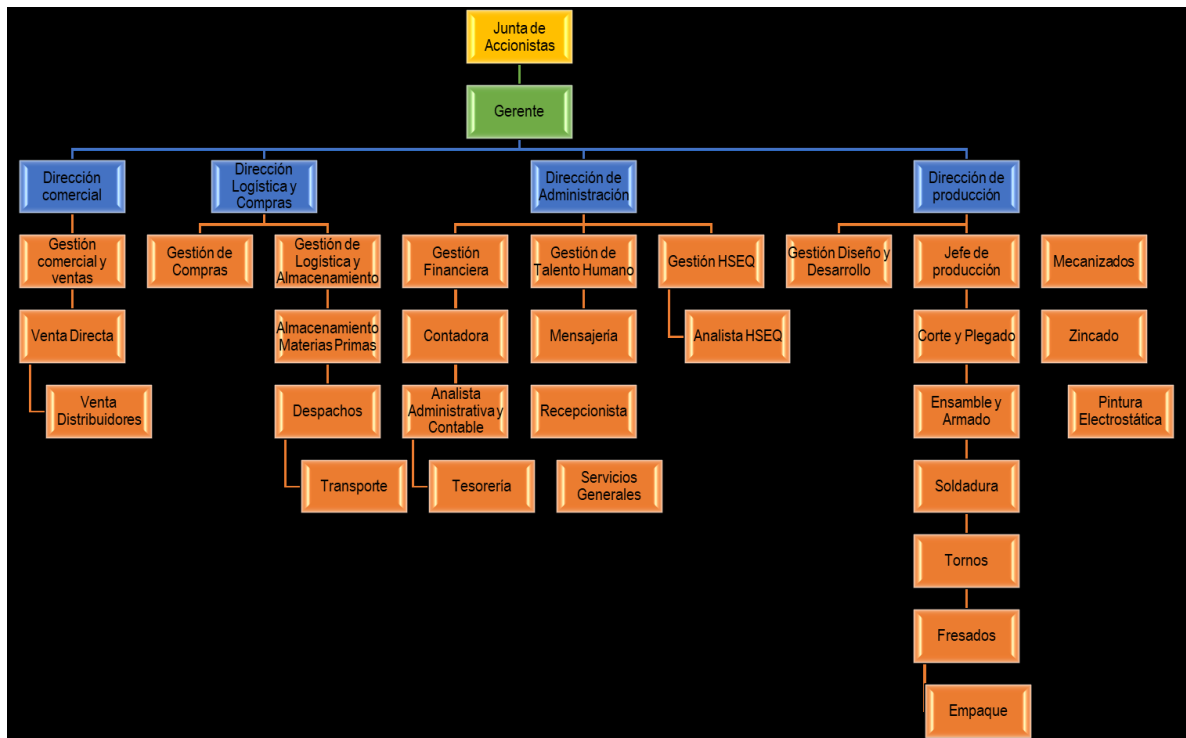 Junta de
Accionistas
Gerente
Dirección
comercial
Dirección
Logística y
Compras
Dirección de
Administración
Dirección de
producción
Gestión
comercial y
ventas
Gestión de
Compras
Gestión de
Logística y
Almacenamiento
Gestión
Financiera
Gestión de
Talento Humano
Gestión HSEQ
Gestión Diseño y
Desarrollo
Jefe de
producción
Mecanizados
Venta Directa
Almacenamiento
Materias Primas
Contadora
Mensajería
Analista HSEQ
Corte y Plegado
Zincado
Venta
Distribuidores
Despachos
Analista
Administrativa y
Contable
Recepcionista
Ensamble y
Armado
Pintura
Electrostática
Transporte
Tesorería
Servicios
Generales
Soldadura
Tornos
Fresados
Empaque